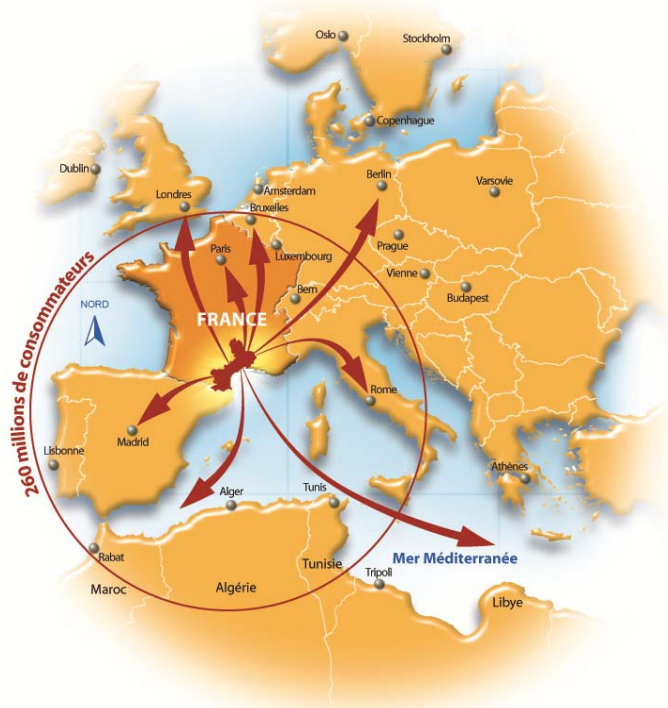 Oslo
Stockholm
Copenhague
Dublin
Londres
Amsterdam
Berlin
Varsovie
Bruxelles
Paris
Luxembourg
Prague
Vienne
Budapest
Bern
NORD
FRANCE
260 millions de consommateurs
Rome
Madrid
Lisbonne
Athènes
Alger
Tunis
Rabat
Mer Méditerranée
Tunisie
Maroc
Algérie
Tripoli
Libye